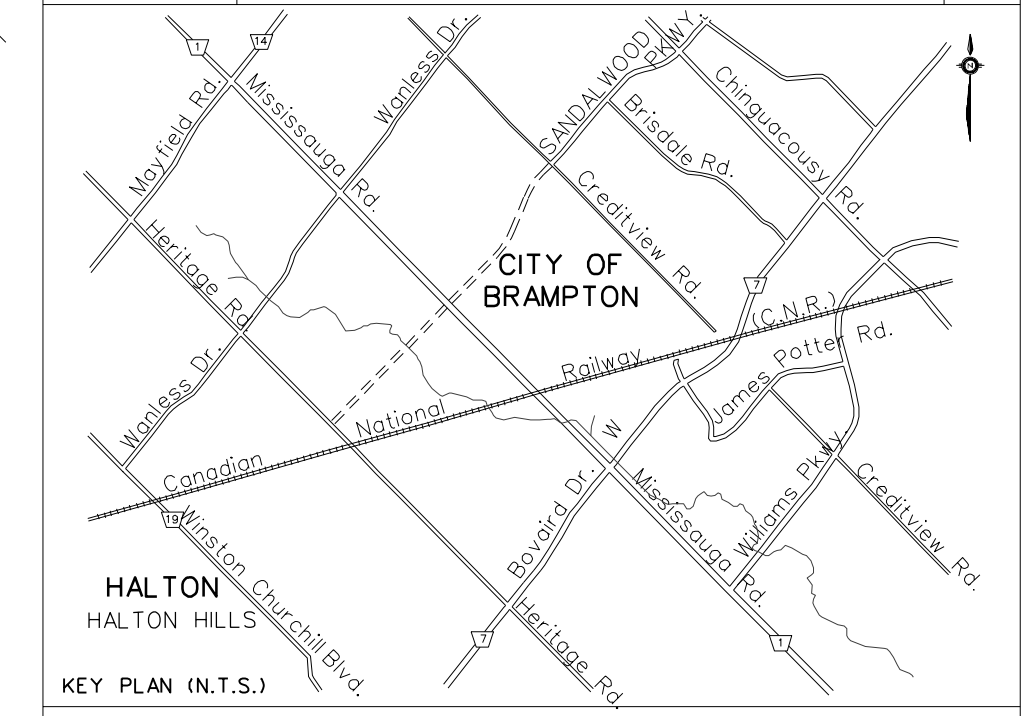 1
14
Wanless Dr.
SANDALWOOD
PKWY.
N
Mayfield Rd.
Mississauga Rd.
Brisdale Rd.
Chinguacousy Rd.
Creditview Rd.
Heritage Rd.
CITY OF
BRAMPTON
7
(C.N.R.)
Wanless Dr.
Canadian National Railway
James Potter Rd.
W
19
Winston Churchill Blvd.
Bovaird Dr.
Mississauga Rd.
Williams Pkwy.
Creditview Rd.
HALTON
HALTON HILLS
7
Heritage Rd.
1
KEY PLAN (N.T.S.)